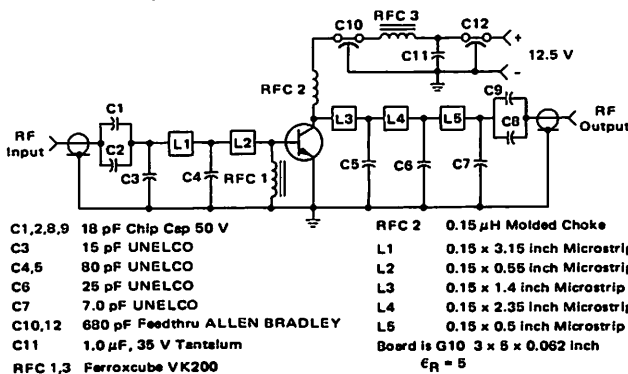 C10
RFC 3
C12
+
C11
12.5 V
−
RFC 2
C9
C1
RF
Input
C2
L1
L2
L3
L4
L5
C8
RF
Output
C3
C4
RFC 1
C5
C6
C7
C1,2,8,9 18 pF Chip Cap 50 V
C3 15 pF UNELCO
C4,5 80 pF UNELCO
C6 25 pF UNELCO
C7 7.0 pF UNELCO
C10,12 680 pF Feedthru ALLEN BRADLEY
C11 1.0 μF, 35 V Tantalum
RFC 1,3 Ferroxcube VK200
RFC 2 0.15 μH Molded Choke
L1 0.15 x 3.15 inch Microstrip
L2 0.15 x 0.55 inch Microstrip
L3 0.15 x 1.4 inch Microstrip
L4 0.15 x 2.35 inch Microstrip
L5 0.15 x 0.5 inch Microstrip
Board is G10 3 x 5 x 0.062 inch
ϵR = 5